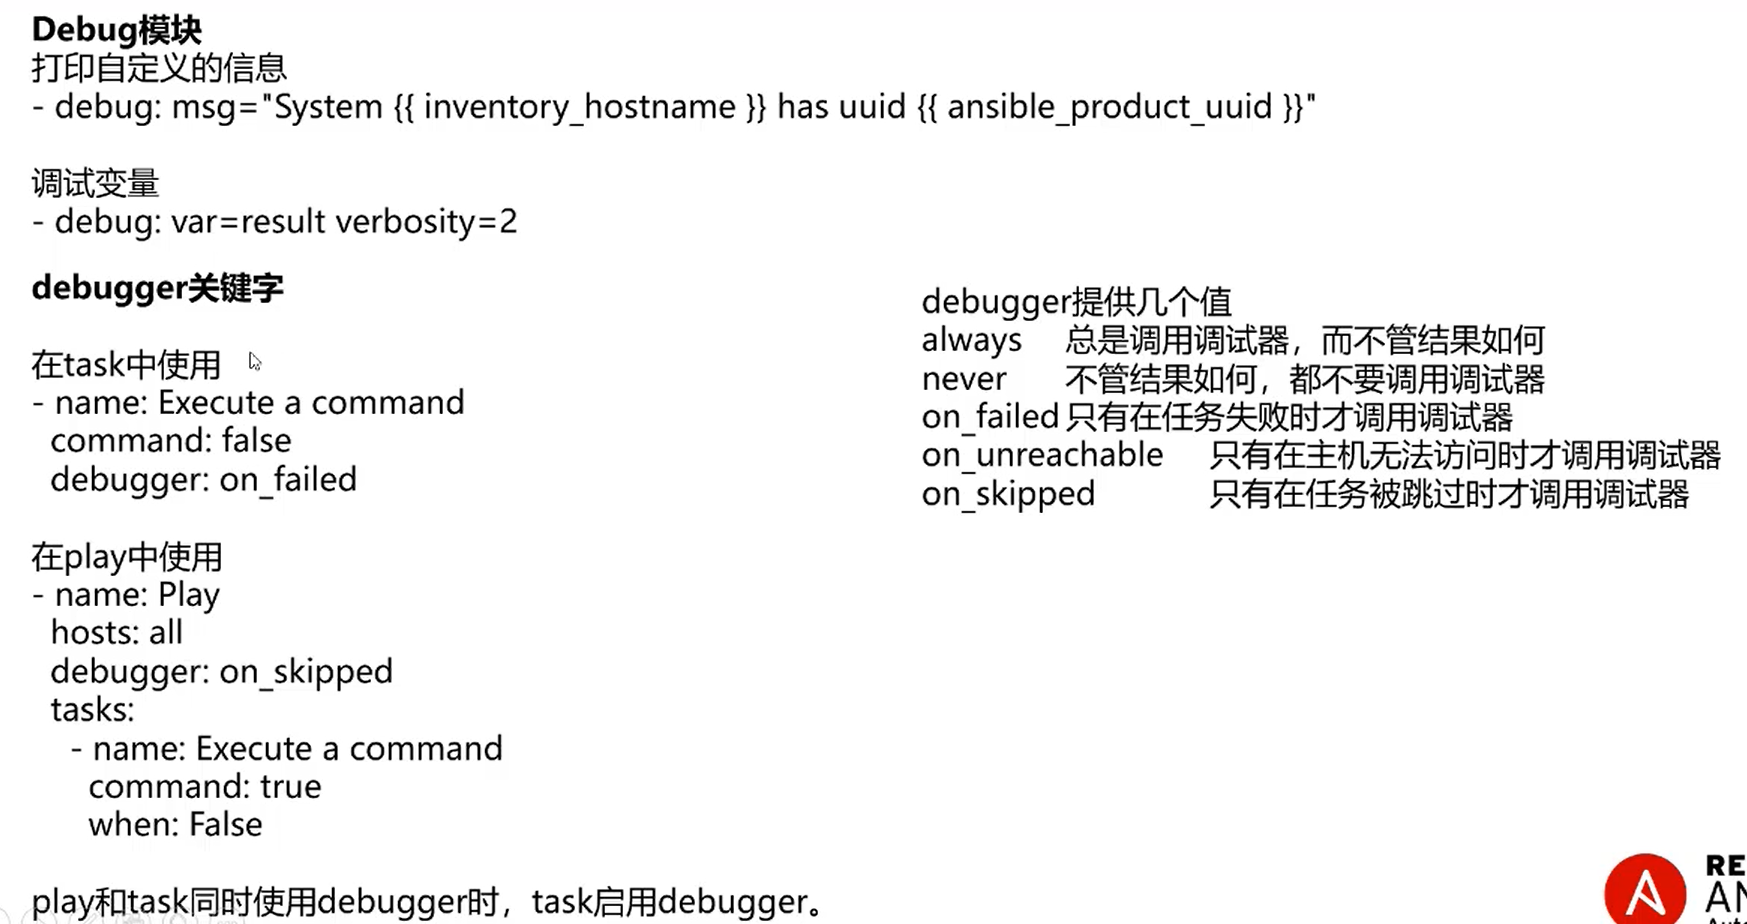 Debug模块
打印自定义的信息
- debug: msg="System {{ inventory_hostname }} has uuid {{ ansible_product_uuid }}"
调试变量
- debug: var=result verbosity=2
debugger关键字
在task中使用
- name: Execute a command
command: false
debugger: on_failed
在play中使用
- name: Play
hosts: all
debugger: on_skipped
tasks:
- name: Execute a command
command: true
when: False
play和task同时使用debugger时，task启用debugger。
debugger提供几个值
always 总是调用调试器，而不管结果如何
never 不管结果如何，都不要调用调试器
on_failed 只有在任务失败时才调用调试器
on_unreachable 只有在主机无法访问时才调用调试器
on_skipped 只有在任务被跳过时才调用调试器